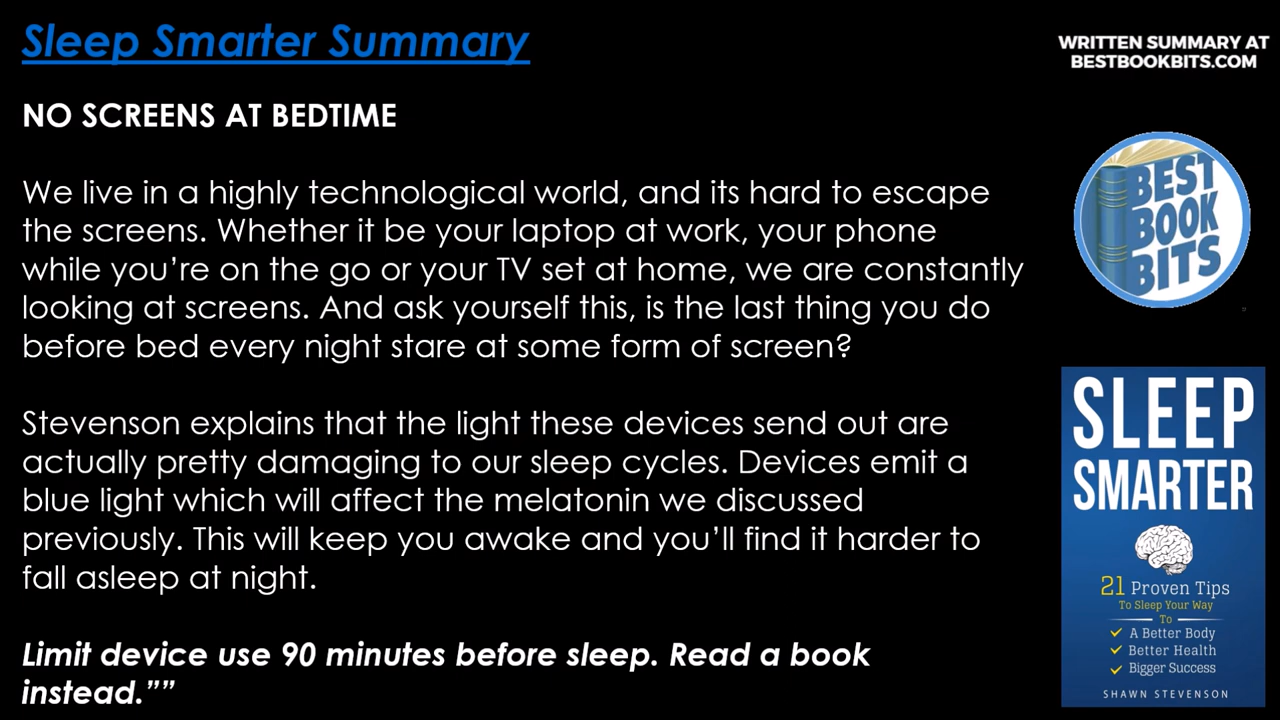 Sleep Smarter Summary
WRITTEN SUMMARY AT
BESTBOOKBITS.COM
NO SCREENS AT BEDTIME
We live in a highly technological world, and its hard to escape
the screens. Whether it be your laptop at work, your phone
while you’re on the go or your TV set at home, we are constantly
looking at screens. And ask yourself this, is the last thing you do
before bed every night stare at some form of screen?
Stevenson explains that the light these devices send out are
actually pretty damaging to our sleep cycles. Devices emit a
blue light which will affect the melatonin we discussed
previously. This will keep you awake and you’ll find it harder to
fall asleep at night.
Limit device use 90 minutes before sleep. Read a book
instead.””
BEST
BOOK
BITS
SLEEP
SMARTER
21 Proven Tips
To Sleep Your Way
To
A Better Body
Better Health
Bigger Success
SHAWN STEVENSON